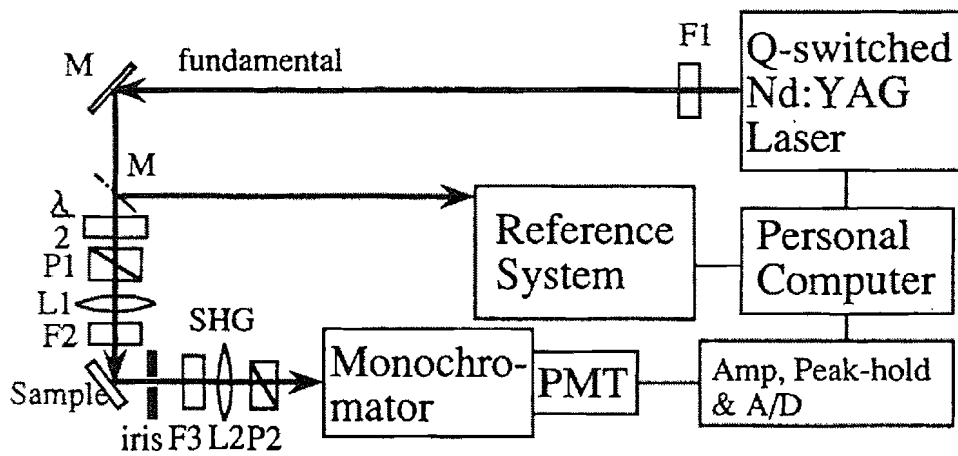 F1
Q-switched
Nd:YAG
Laser
M
fundamental
M
λ
2
P1
L1
F2
Sample
Reference
System
Personal
Computer
SHG
Monochro-
mator
PMT
Amp, Peak-hold
& A/D
iris F3 L2 P2